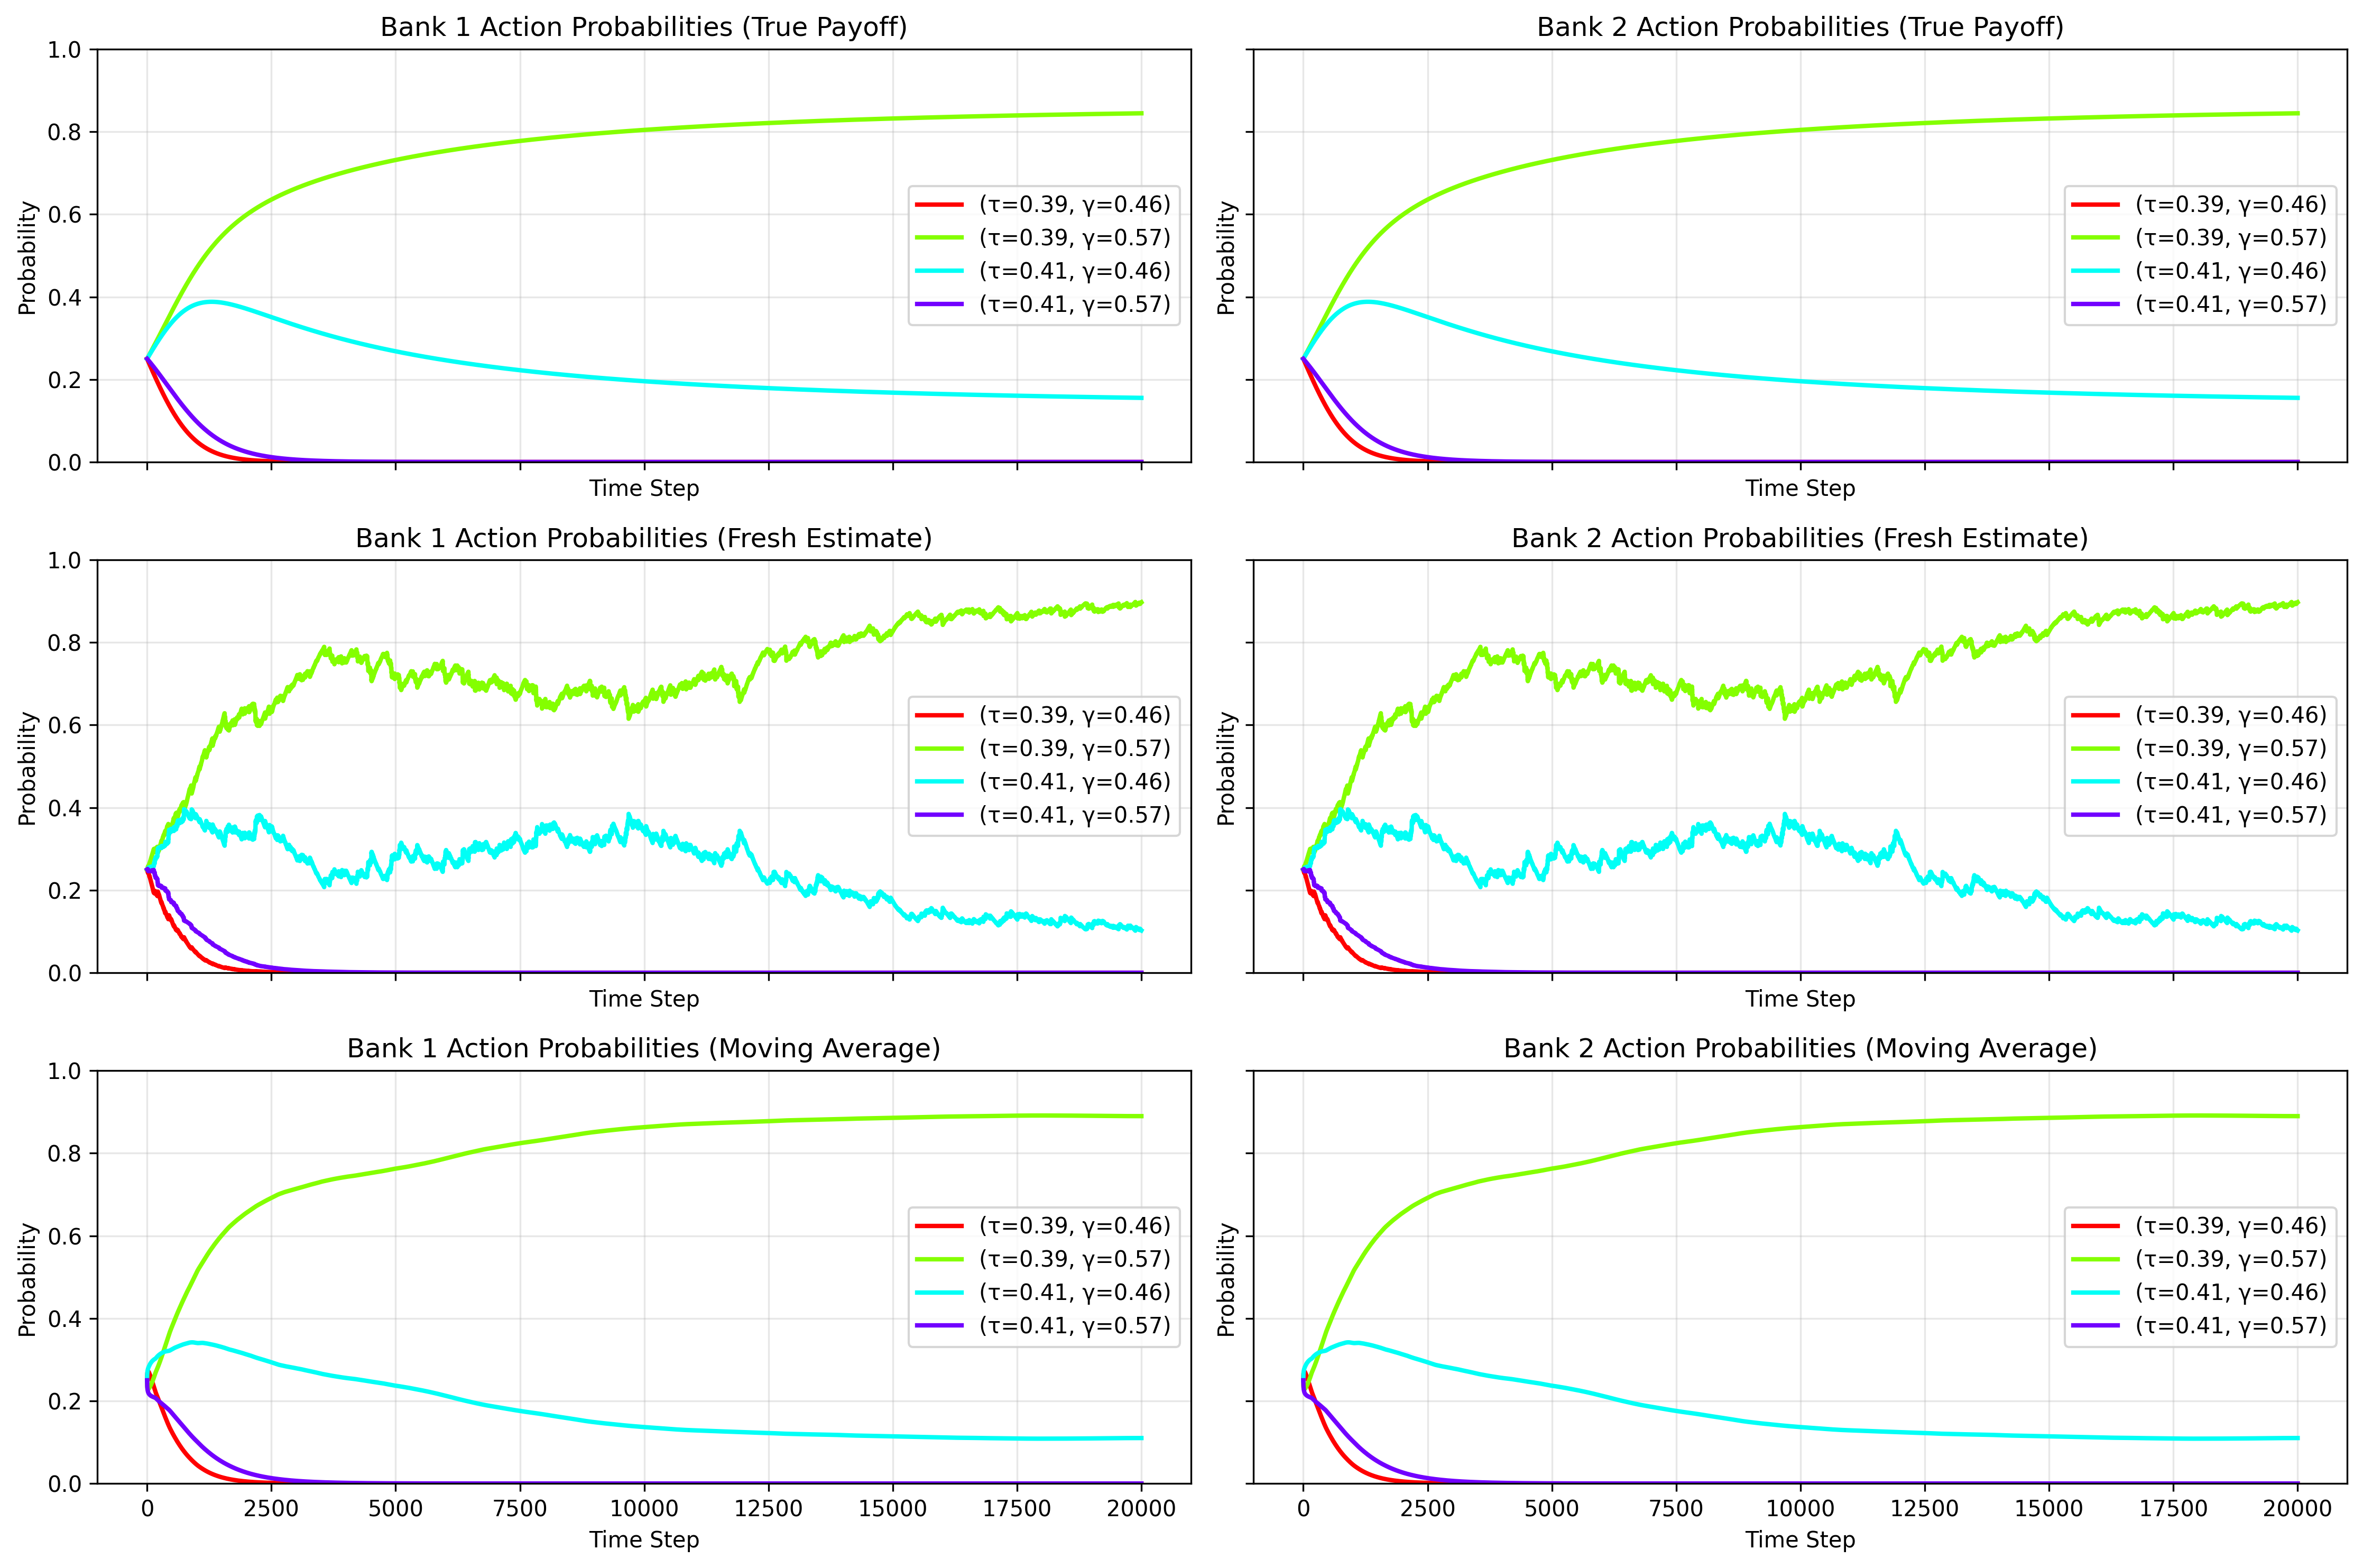 Bank 1 Action Probabilities (True Payoff)
1.0
0.8
0.6
0.4
0.2
0.0
Probability
(τ=0.39, γ=0.46)
(τ=0.39, γ=0.57)
(τ=0.41, γ=0.46)
(τ=0.41, γ=0.57)
Time Step
Bank 2 Action Probabilities (True Payoff)
Probability
(τ=0.39, γ=0.46)
(τ=0.39, γ=0.57)
(τ=0.41, γ=0.46)
(τ=0.41, γ=0.57)
Time Step
Bank 1 Action Probabilities (Fresh Estimate)
1.0
0.8
0.6
0.4
0.2
0.0
Probability
(τ=0.39, γ=0.46)
(τ=0.39, γ=0.57)
(τ=0.41, γ=0.46)
(τ=0.41, γ=0.57)
Time Step
Bank 2 Action Probabilities (Fresh Estimate)
Probability
(τ=0.39, γ=0.46)
(τ=0.39, γ=0.57)
(τ=0.41, γ=0.46)
(τ=0.41, γ=0.57)
Time Step
Bank 1 Action Probabilities (Moving Average)
1.0
0.8
0.6
0.4
0.2
0.0
Probability
(τ=0.39, γ=0.46)
(τ=0.39, γ=0.57)
(τ=0.41, γ=0.46)
(τ=0.41, γ=0.57)
0 2500 5000 7500 10000 12500 15000 17500 20000
Time Step
Bank 2 Action Probabilities (Moving Average)
Probability
(τ=0.39, γ=0.46)
(τ=0.39, γ=0.57)
(τ=0.41, γ=0.46)
(τ=0.41, γ=0.57)
0 2500 5000 7500 10000 12500 15000 17500 20000
Time Step